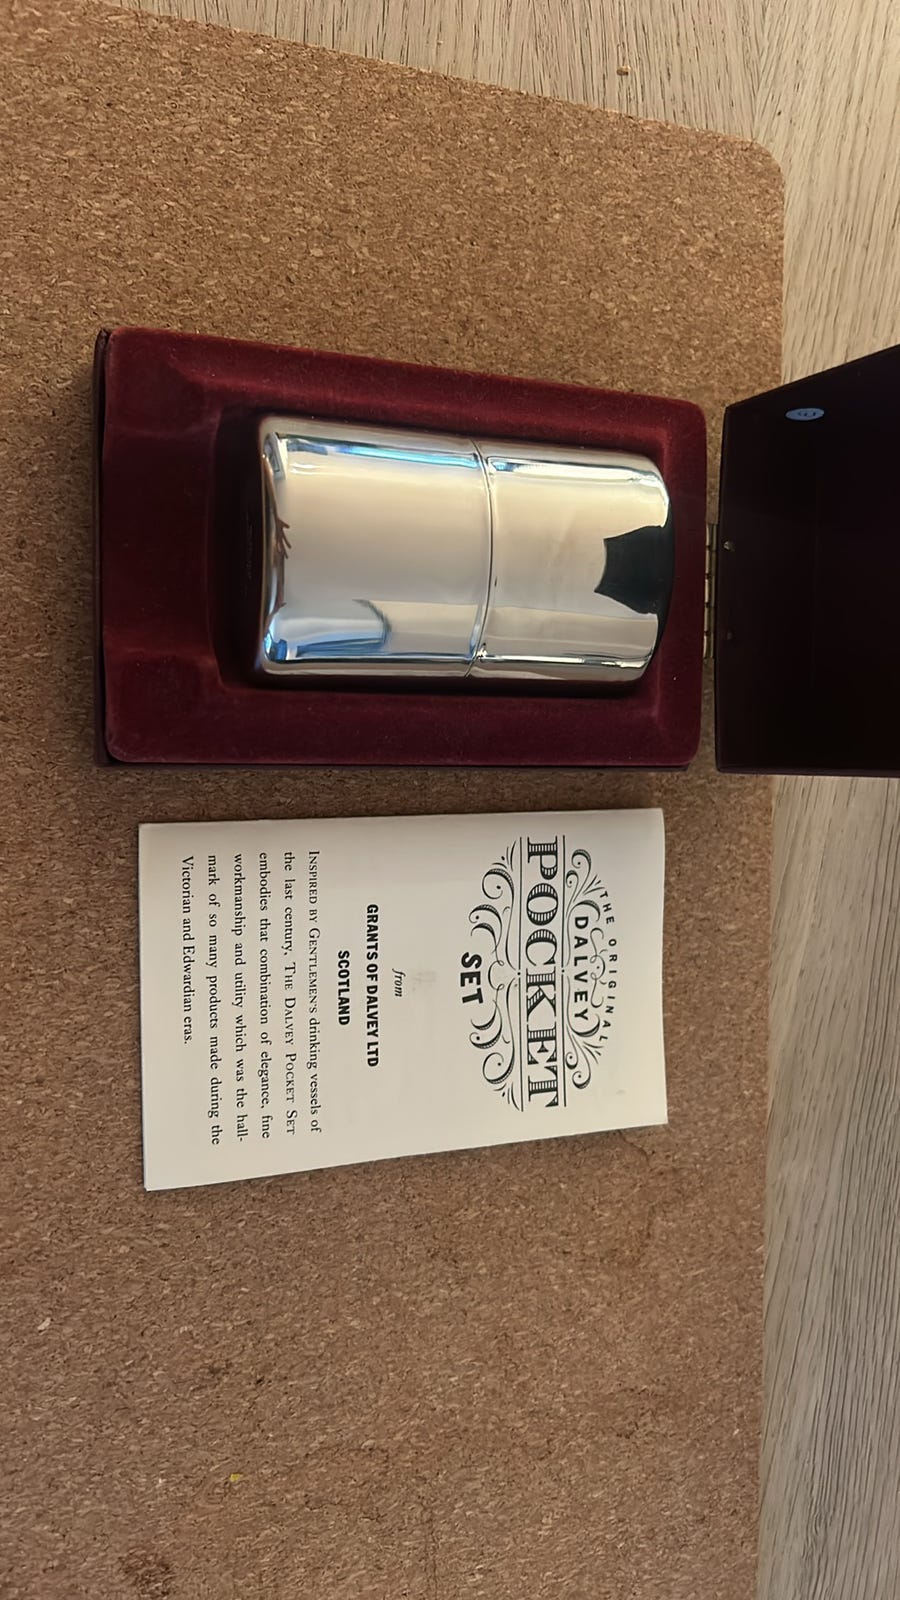 THE ORIGINAL
DALVEY
POCKET
SET
from
GRANTS OF DALVEY LTD
SCOTLAND
INSPIRED BY GENTLEMEN'S drinking vessels of
the last century, THE DALVEY POCKET SET
embodies that combination of elegance, fine
workmanship and utility which was the hall-
mark of so many products made during the
Victorian and Edwardian eras.